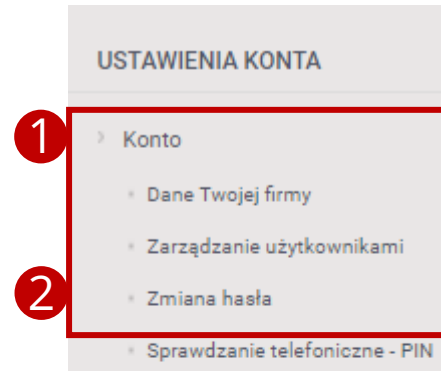 USTAWIENIA KONTA
1 Konto
Dane Twojej firmy
Zarządzanie użytkownikami
2 Zmiana hasła
Sprawdzanie telefoniczne - PIN